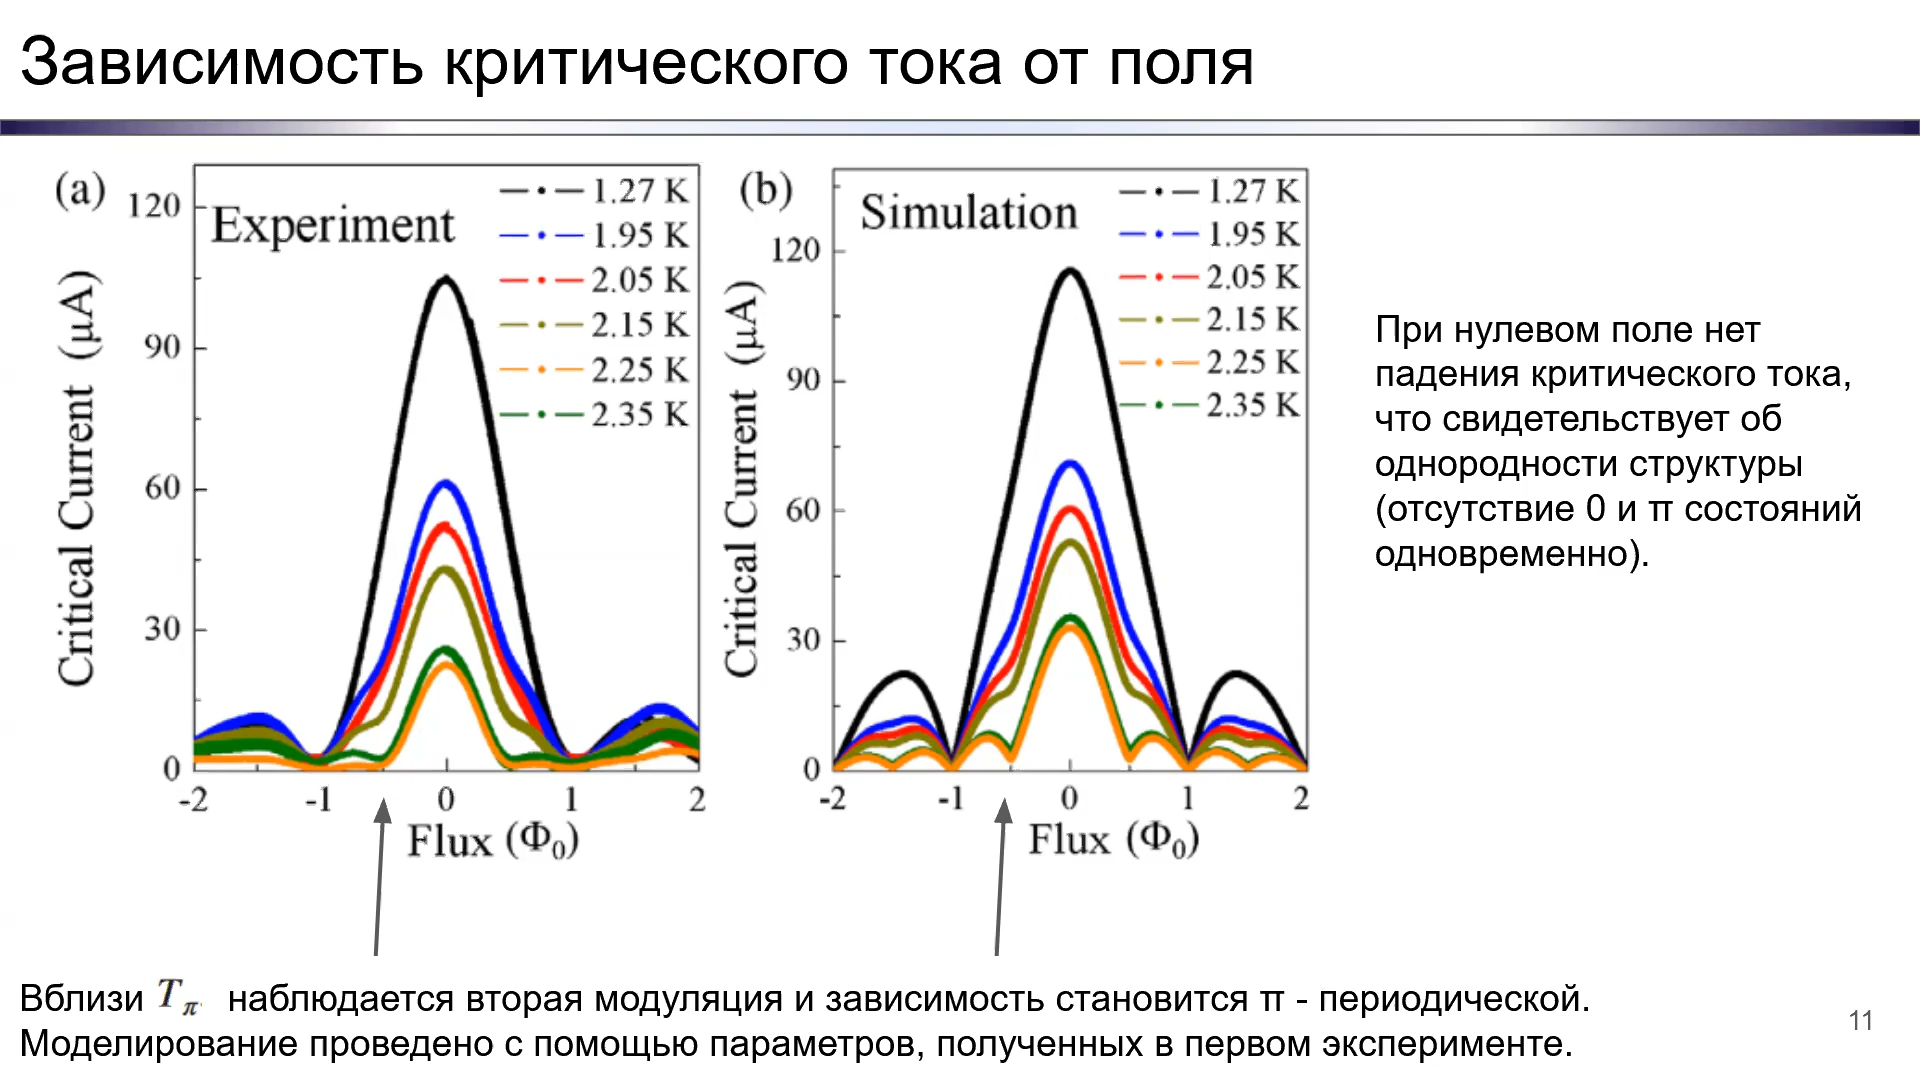 Зависимость критического тока от поля
(a)
Experiment
1.27 K
1.95 K
2.05 K
2.15 K
2.25 K
2.35 K
120
90
60
30
0
-2 -1 0 1 2
Critical Current (μA)
Flux (Φ₀)
(b)
Simulation
1.27 K
1.95 K
2.05 K
2.15 K
2.25 K
2.35 K
120
90
60
30
0
-2 -1 0 1 2
Critical Current (μA)
Flux (Φ₀)
При нулевом поле нет
падения критического тока,
что свидетельствует об
однородности структуры
(отсутствие 0 и π состояний
одновременно).
Вблизи Tπ наблюдается вторая модуляция и зависимость становится π - периодической.
Моделирование проведено с помощью параметров, полученных в первом эксперименте.
11